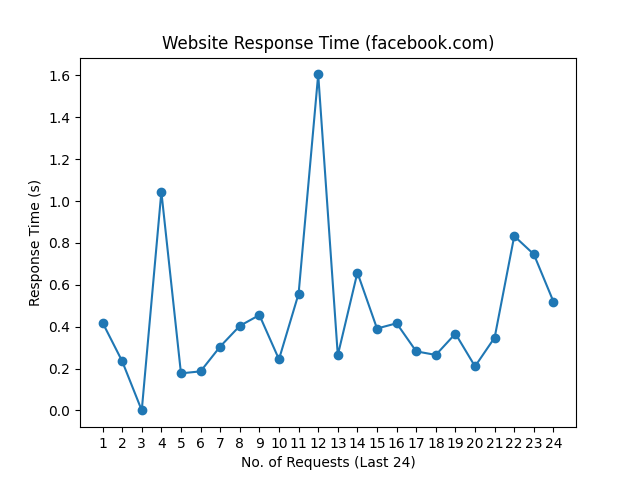 Website Response Time (facebook.com)
1.6
1.4
1.2
1.0
0.8
0.6
0.4
0.2
0.0
Response Time (s)
1 2 3 4 5 6 7 8 9 10 11 12 13 14 15 16 17 18 19 20 21 22 23 24
No. of Requests (Last 24)